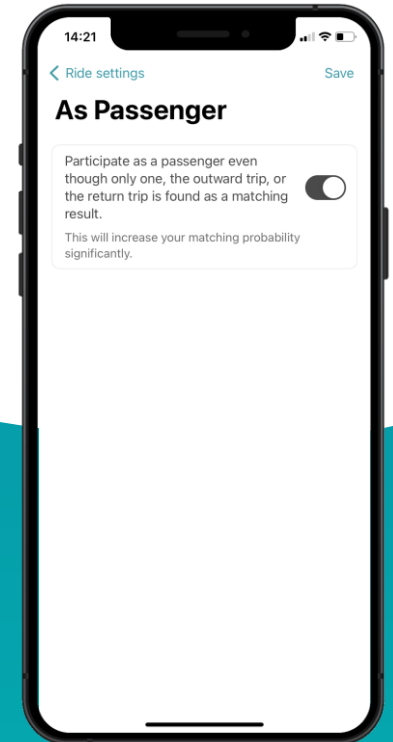 14:21
Ride settings
Save
As Passenger
Participate as a passenger even
though only one, the outward trip, or
the return trip is found as a matching
result.
This will increase your matching probability
significantly.